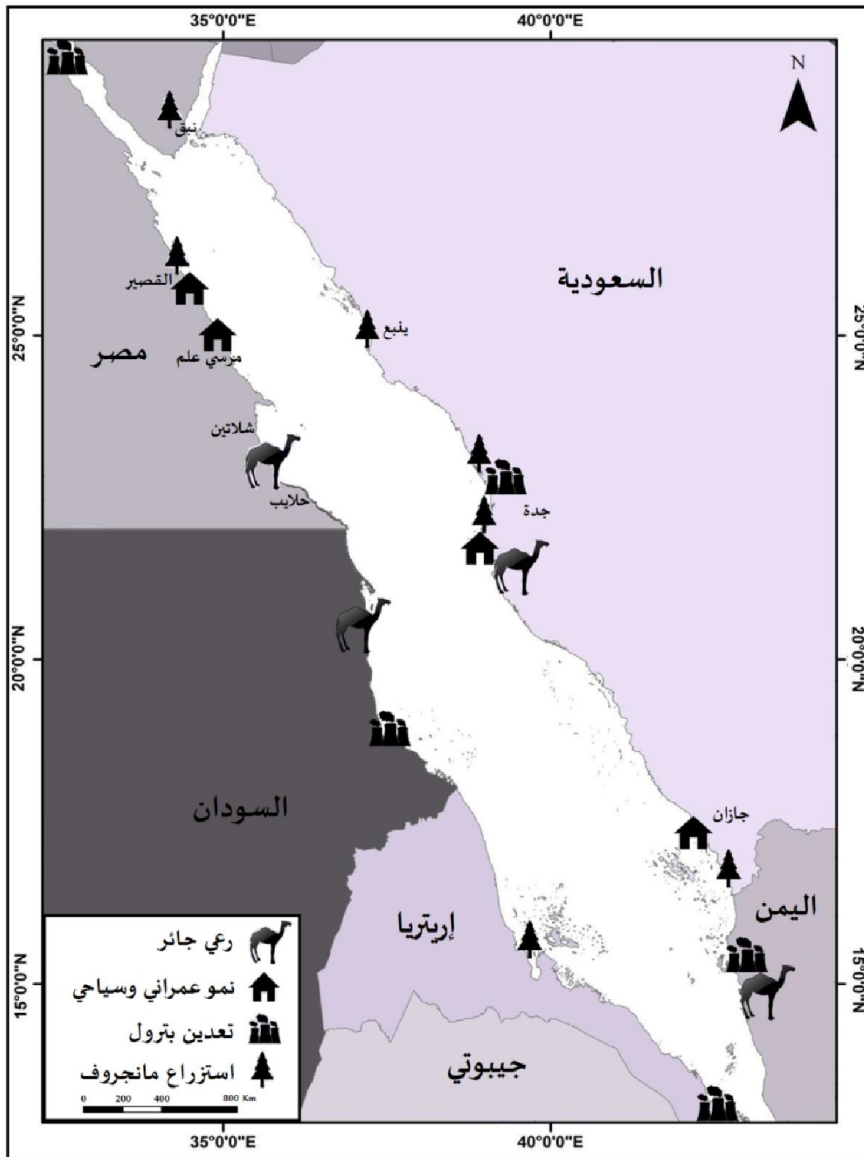 35°0'0"E
40°0'0"E
N
نبق
السعودية
القصير
ينبع
25°0'0"N
25°0'0"N
مصر
مرسي علم
شلاتين
حلايب
جدة
20°0'0"N
20°0'0"N
السودان
جازان
اليمن
إريتريا
15°0'0"N
15°0'0"N
جيبوتي
رعي جائر
نمو عمراني وسياحي
تعدين بترول
استزراع مانجروف
0 200 400 800 Km
35°0'0"E
40°0'0"E